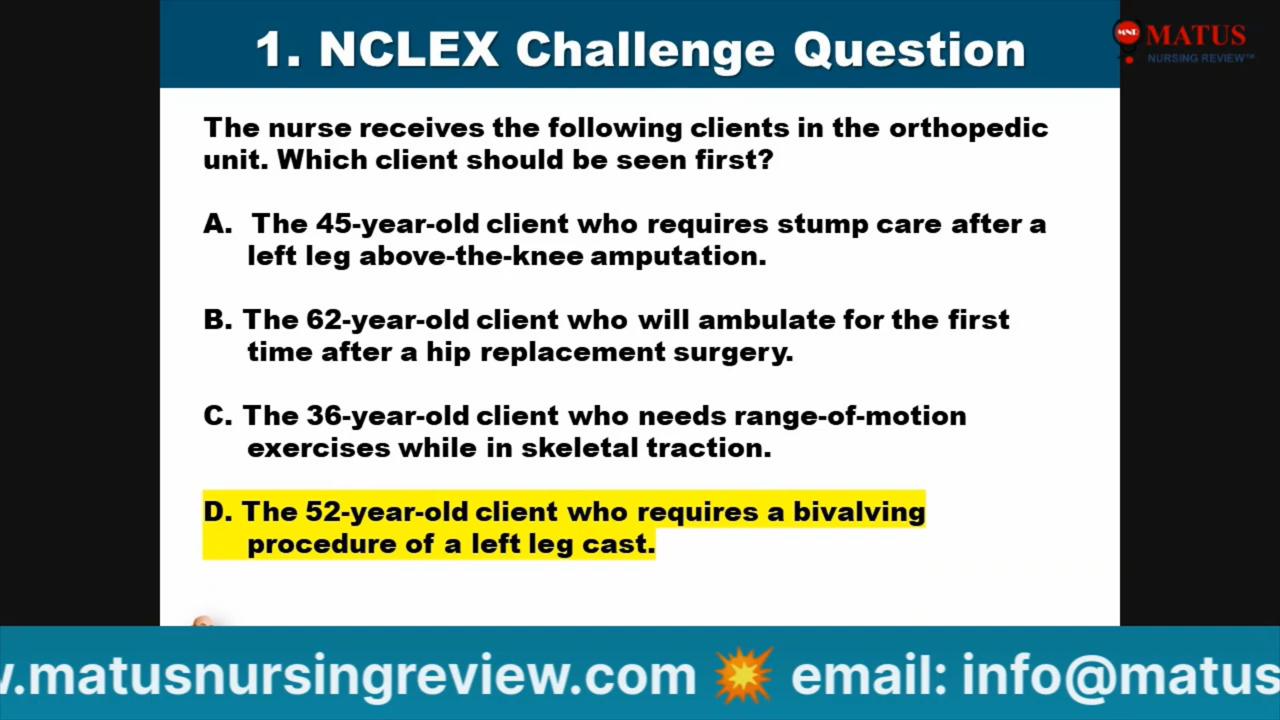 1. NCLEX Challenge Question
MNR
MATUS
NURSING REVIEW™
The nurse receives the following clients in the orthopedic
unit. Which client should be seen first?
A. The 45-year-old client who requires stump care after a
left leg above-the-knee amputation.
B. The 62-year-old client who will ambulate for the first
time after a hip replacement surgery.
C. The 36-year-old client who needs range-of-motion
exercises while in skeletal traction.
D. The 52-year-old client who requires a bivalving
procedure of a left leg cast.
.matusnursingreview.com 💥 email: info@matus